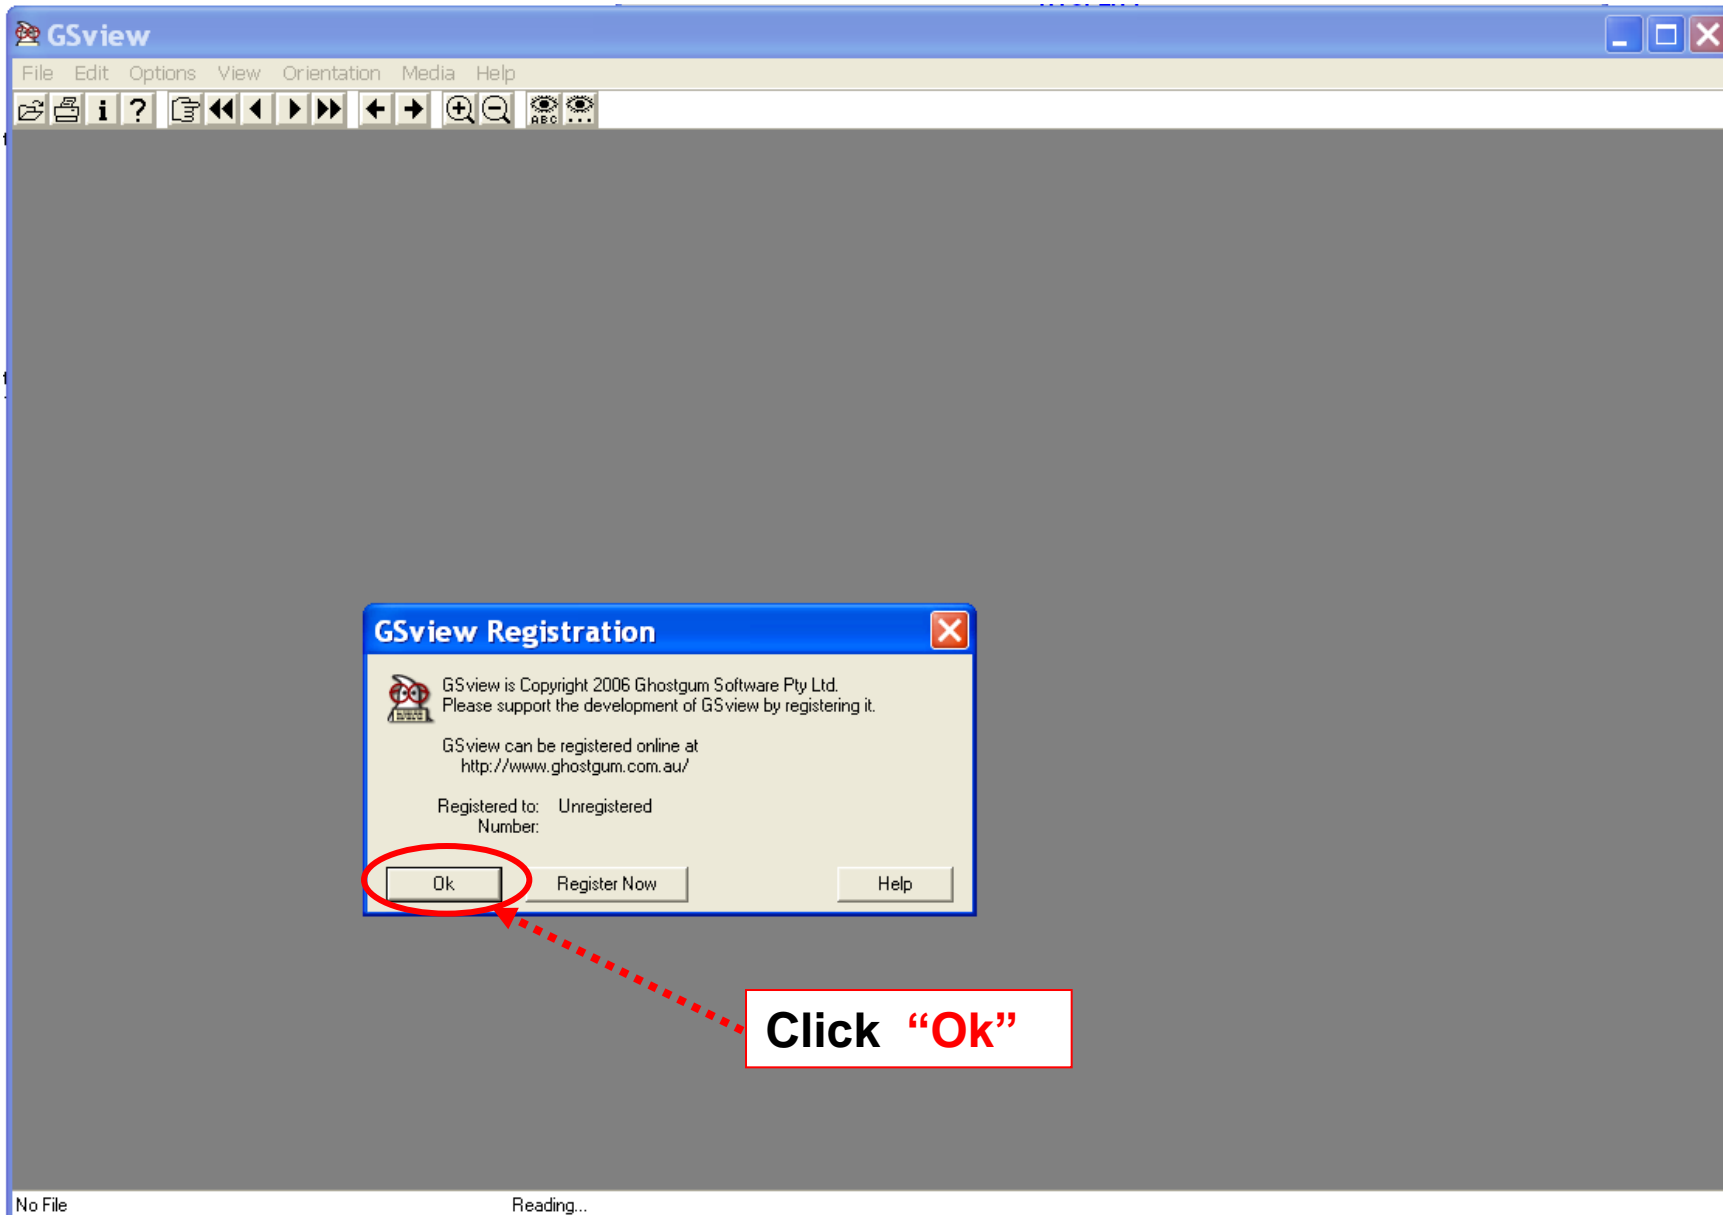 GSview
File Edit Options View Orientation Media Help
i ?
ABC
GSview Registration
GSview is Copyright 2006 Ghostgum Software Pty Ltd.
Please support the development of GSview by registering it.
GSview can be registered online at
http://www.ghostgum.com.au/
Registered to: Unregistered
Number:
Ok Register Now Help
Click “Ok”
No File Reading...